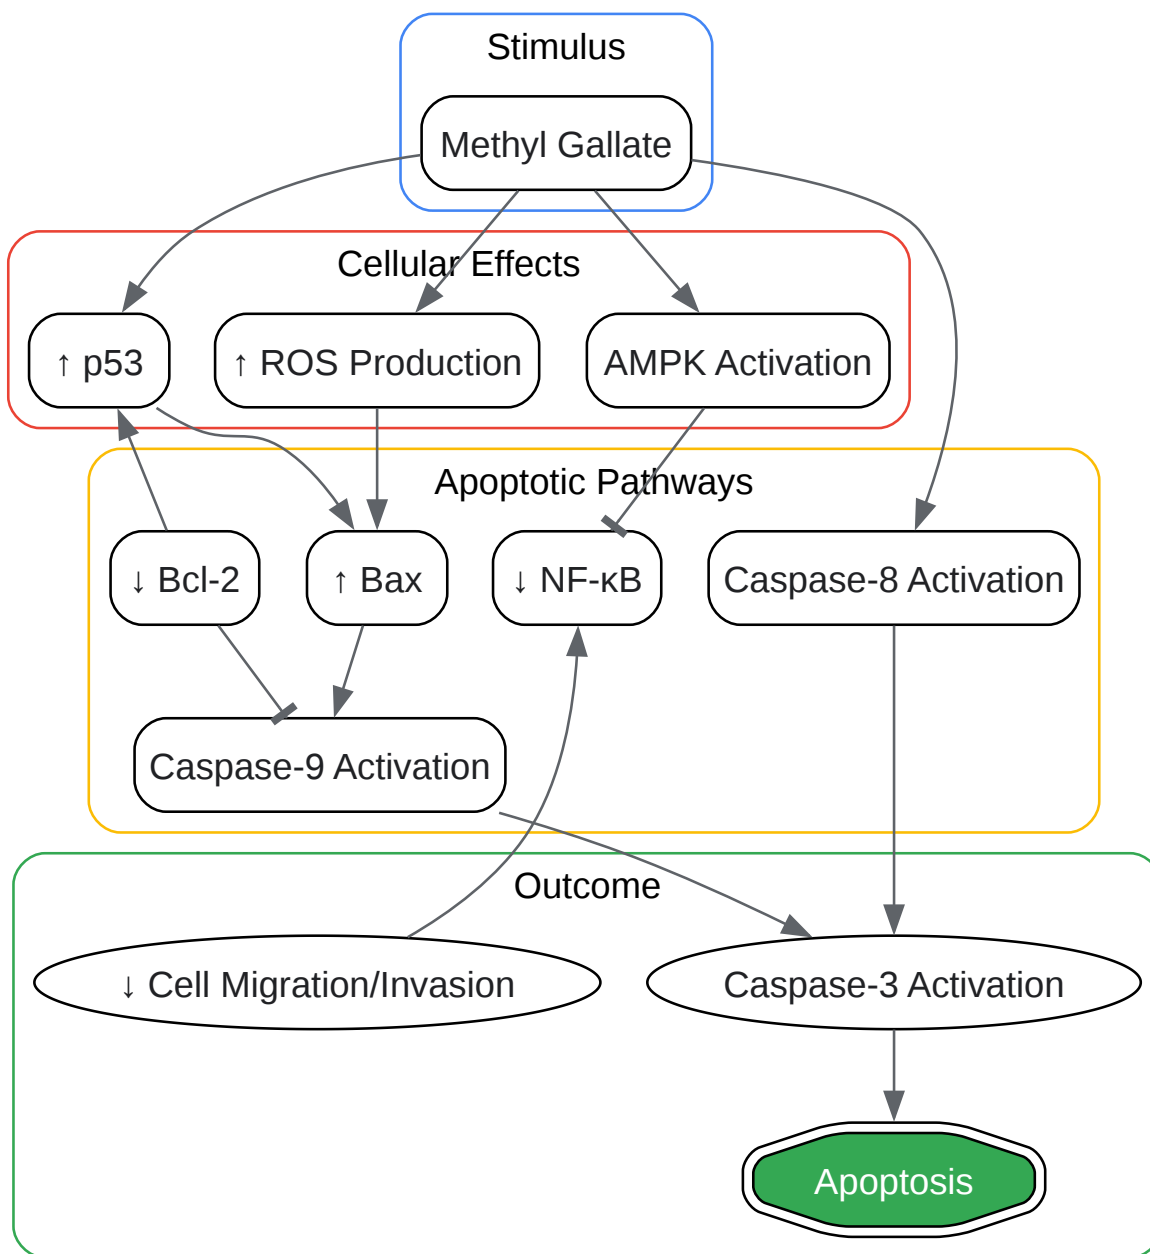 Stimulus
Methyl Gallate
Cellular Effects
↑ p53
↑ ROS Production
AMPK Activation
Apoptotic Pathways
↓ Bcl-2
↑ Bax
↓ NF-κB
Caspase-8 Activation
Caspase-9 Activation
Outcome
↓ Cell Migration/Invasion
Caspase-3 Activation
Apoptosis